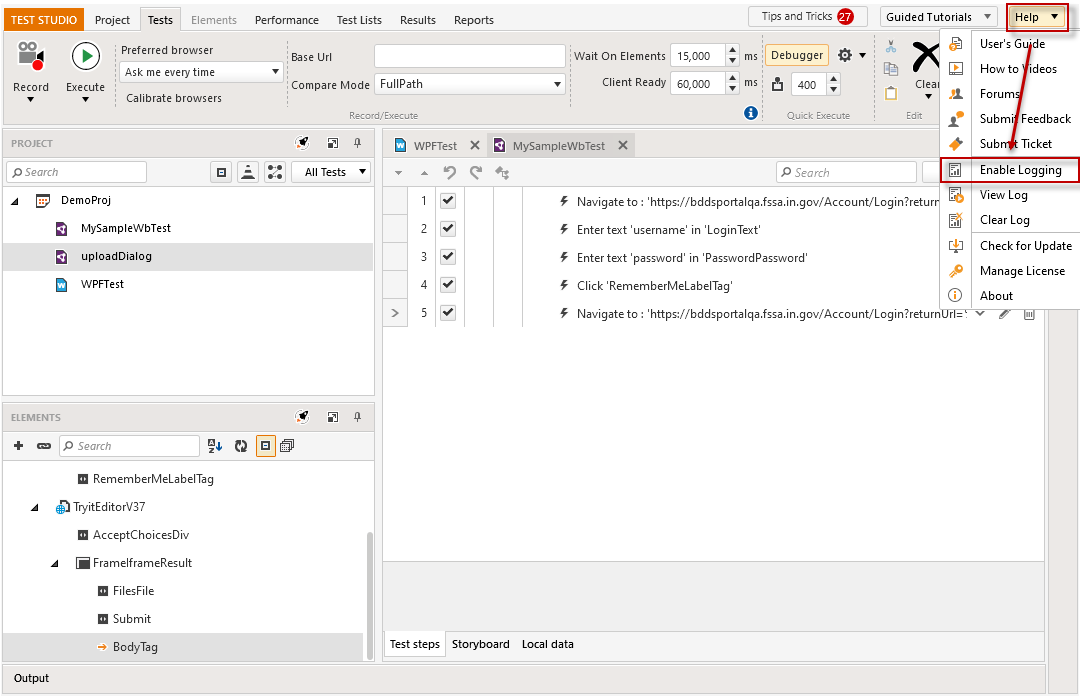 TEST STUDIO Project Tests Elements Performance Test Lists Results Reports Tips and Tricks 27 Guided Tutorials Help
Record
Execute
Preferred browser
Ask me every time
Calibrate browsers
Base Url
Compare Mode FullPath
Record/Execute
Wait On Elements 15,000 ms
Client Ready 60,000 ms
Debugger
400
Quick Execute
Clear
Edit
User's Guide
How to Videos
Forums
Submit Feedback
Submit Ticket
Enable Logging
View Log
Clear Log
Check for Update
Manage License
About
PROJECT
Search All Tests
DemoProj
MySampleWbTest
uploadDialog
WPFTest
WPFTest MySampleWbTest
Search
1 Navigate to : 'https://bddsportalqa.fssa.in.gov/Account/Login?return
2 Enter text 'username' in 'LoginText'
3 Enter text 'password' in 'PasswordPassword'
4 Click 'RememberMeLabelTag'
5 Navigate to : 'https://bddsportalqa.fssa.in.gov/Account/Login?returnUrl='
ELEMENTS
Search
RememberMeLabelTag
TryitEditorV37
AcceptChoicesDiv
FrameIframeResult
FilesFile
Submit
BodyTag
Test steps Storyboard Local data
Output